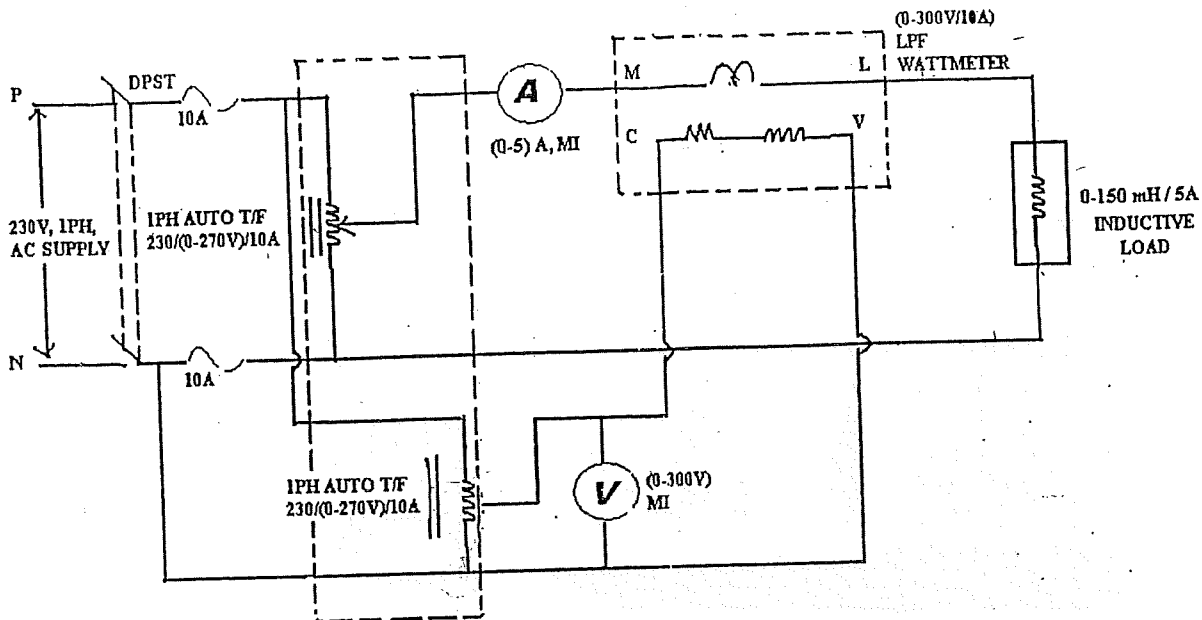 (0-300V/10A)
LPF
WATTMETER
M
L
P
DPST
10A
A
(0-5) A, MI
C
V
230V, 1PH,
AC SUPPLY
1PH AUTO T/F
230/(0-270V)/10A
0-150 mH / 5A
INDUCTIVE
LOAD
N
10A
1PH AUTO T/F
230/(0-270V)/10A
V
(0-300V)
MI